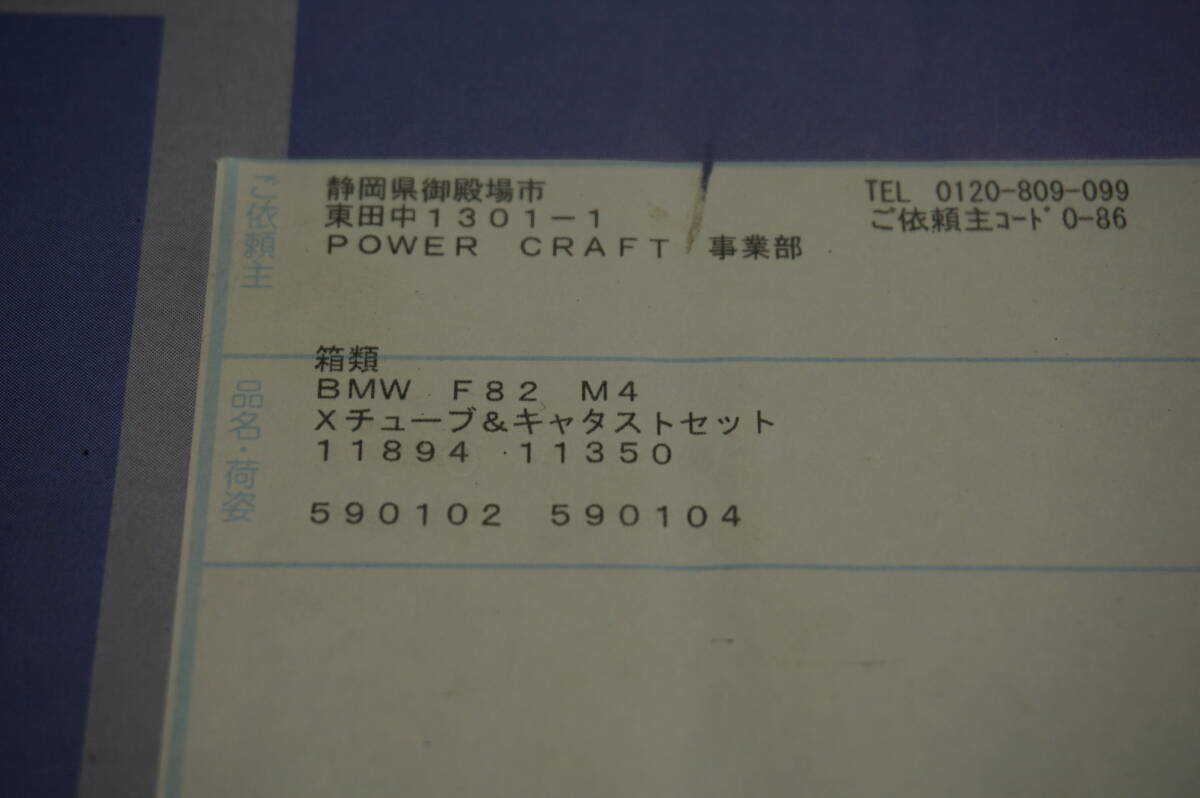 ご依頼主
静岡県御殿場市
東田中1301-1
POWER CRAFT 事業部
TEL 0120-809-099
ご依頼主ｺｰﾄﾞ0-86
品名・荷姿
箱類
BMW F82 M4
Xチューブ&キャタストセット
11894 11350
590102 590104